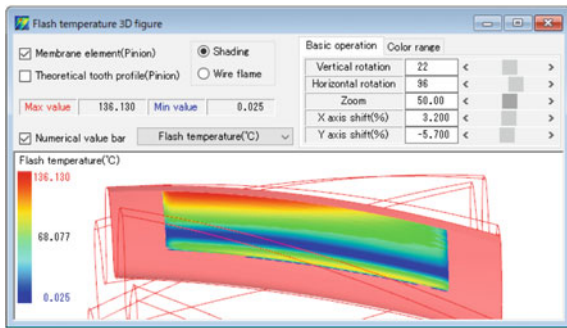 Flash temperature 3D figure
Membrane element(Pinion)
Theoretical tooth profile(Pinion)
Shading
Wire flame
Max value 136.130 Min value 0.025
Numerical value bar Flash temperature(℃)
Basic operation Color range
Vertical rotation 22
Horizontal rotation 96
Zoom 50.00
X axis shift(%) 3.200
Y axis shift(%) -5.700
Flash temperature(℃)
136.130
68.077
0.025